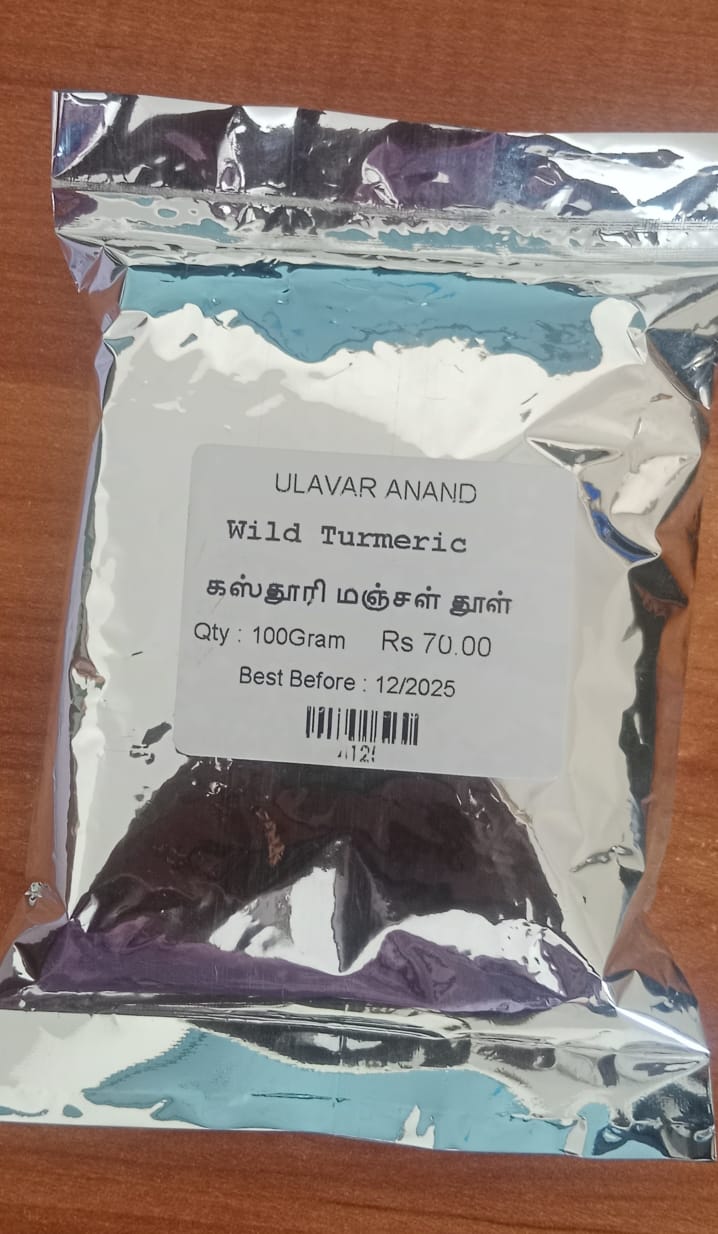 ULAVAR ANAND
Wild Turmeric
கஸ்தூரி மஞ்சள் தூள்
Qty : 100Gram Rs 70.00
Best Before : 12/2025